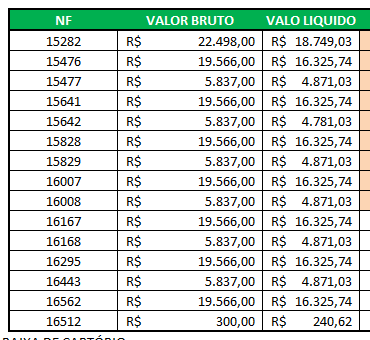 NF VALOR BRUTO VALO LIQUIDO
15282 R$ 22.498,00 R$ 18.749,03
15476 R$ 19.566,00 R$ 16.325,74
15477 R$ 5.837,00 R$ 4.871,03
15641 R$ 19.566,00 R$ 16.325,74
15642 R$ 5.837,00 R$ 4.781,03
15828 R$ 19.566,00 R$ 16.325,74
15829 R$ 5.837,00 R$ 4.871,03
16007 R$ 19.566,00 R$ 16.325,74
16008 R$ 5.837,00 R$ 4.871,03
16167 R$ 19.566,00 R$ 16.325,74
16168 R$ 5.837,00 R$ 4.871,03
16295 R$ 19.566,00 R$ 16.325,74
16443 R$ 5.837,00 R$ 4.871,03
16562 R$ 19.566,00 R$ 16.325,74
16512 R$ 300,00 R$ 240,62
BAIXA DE CARTÓRIO